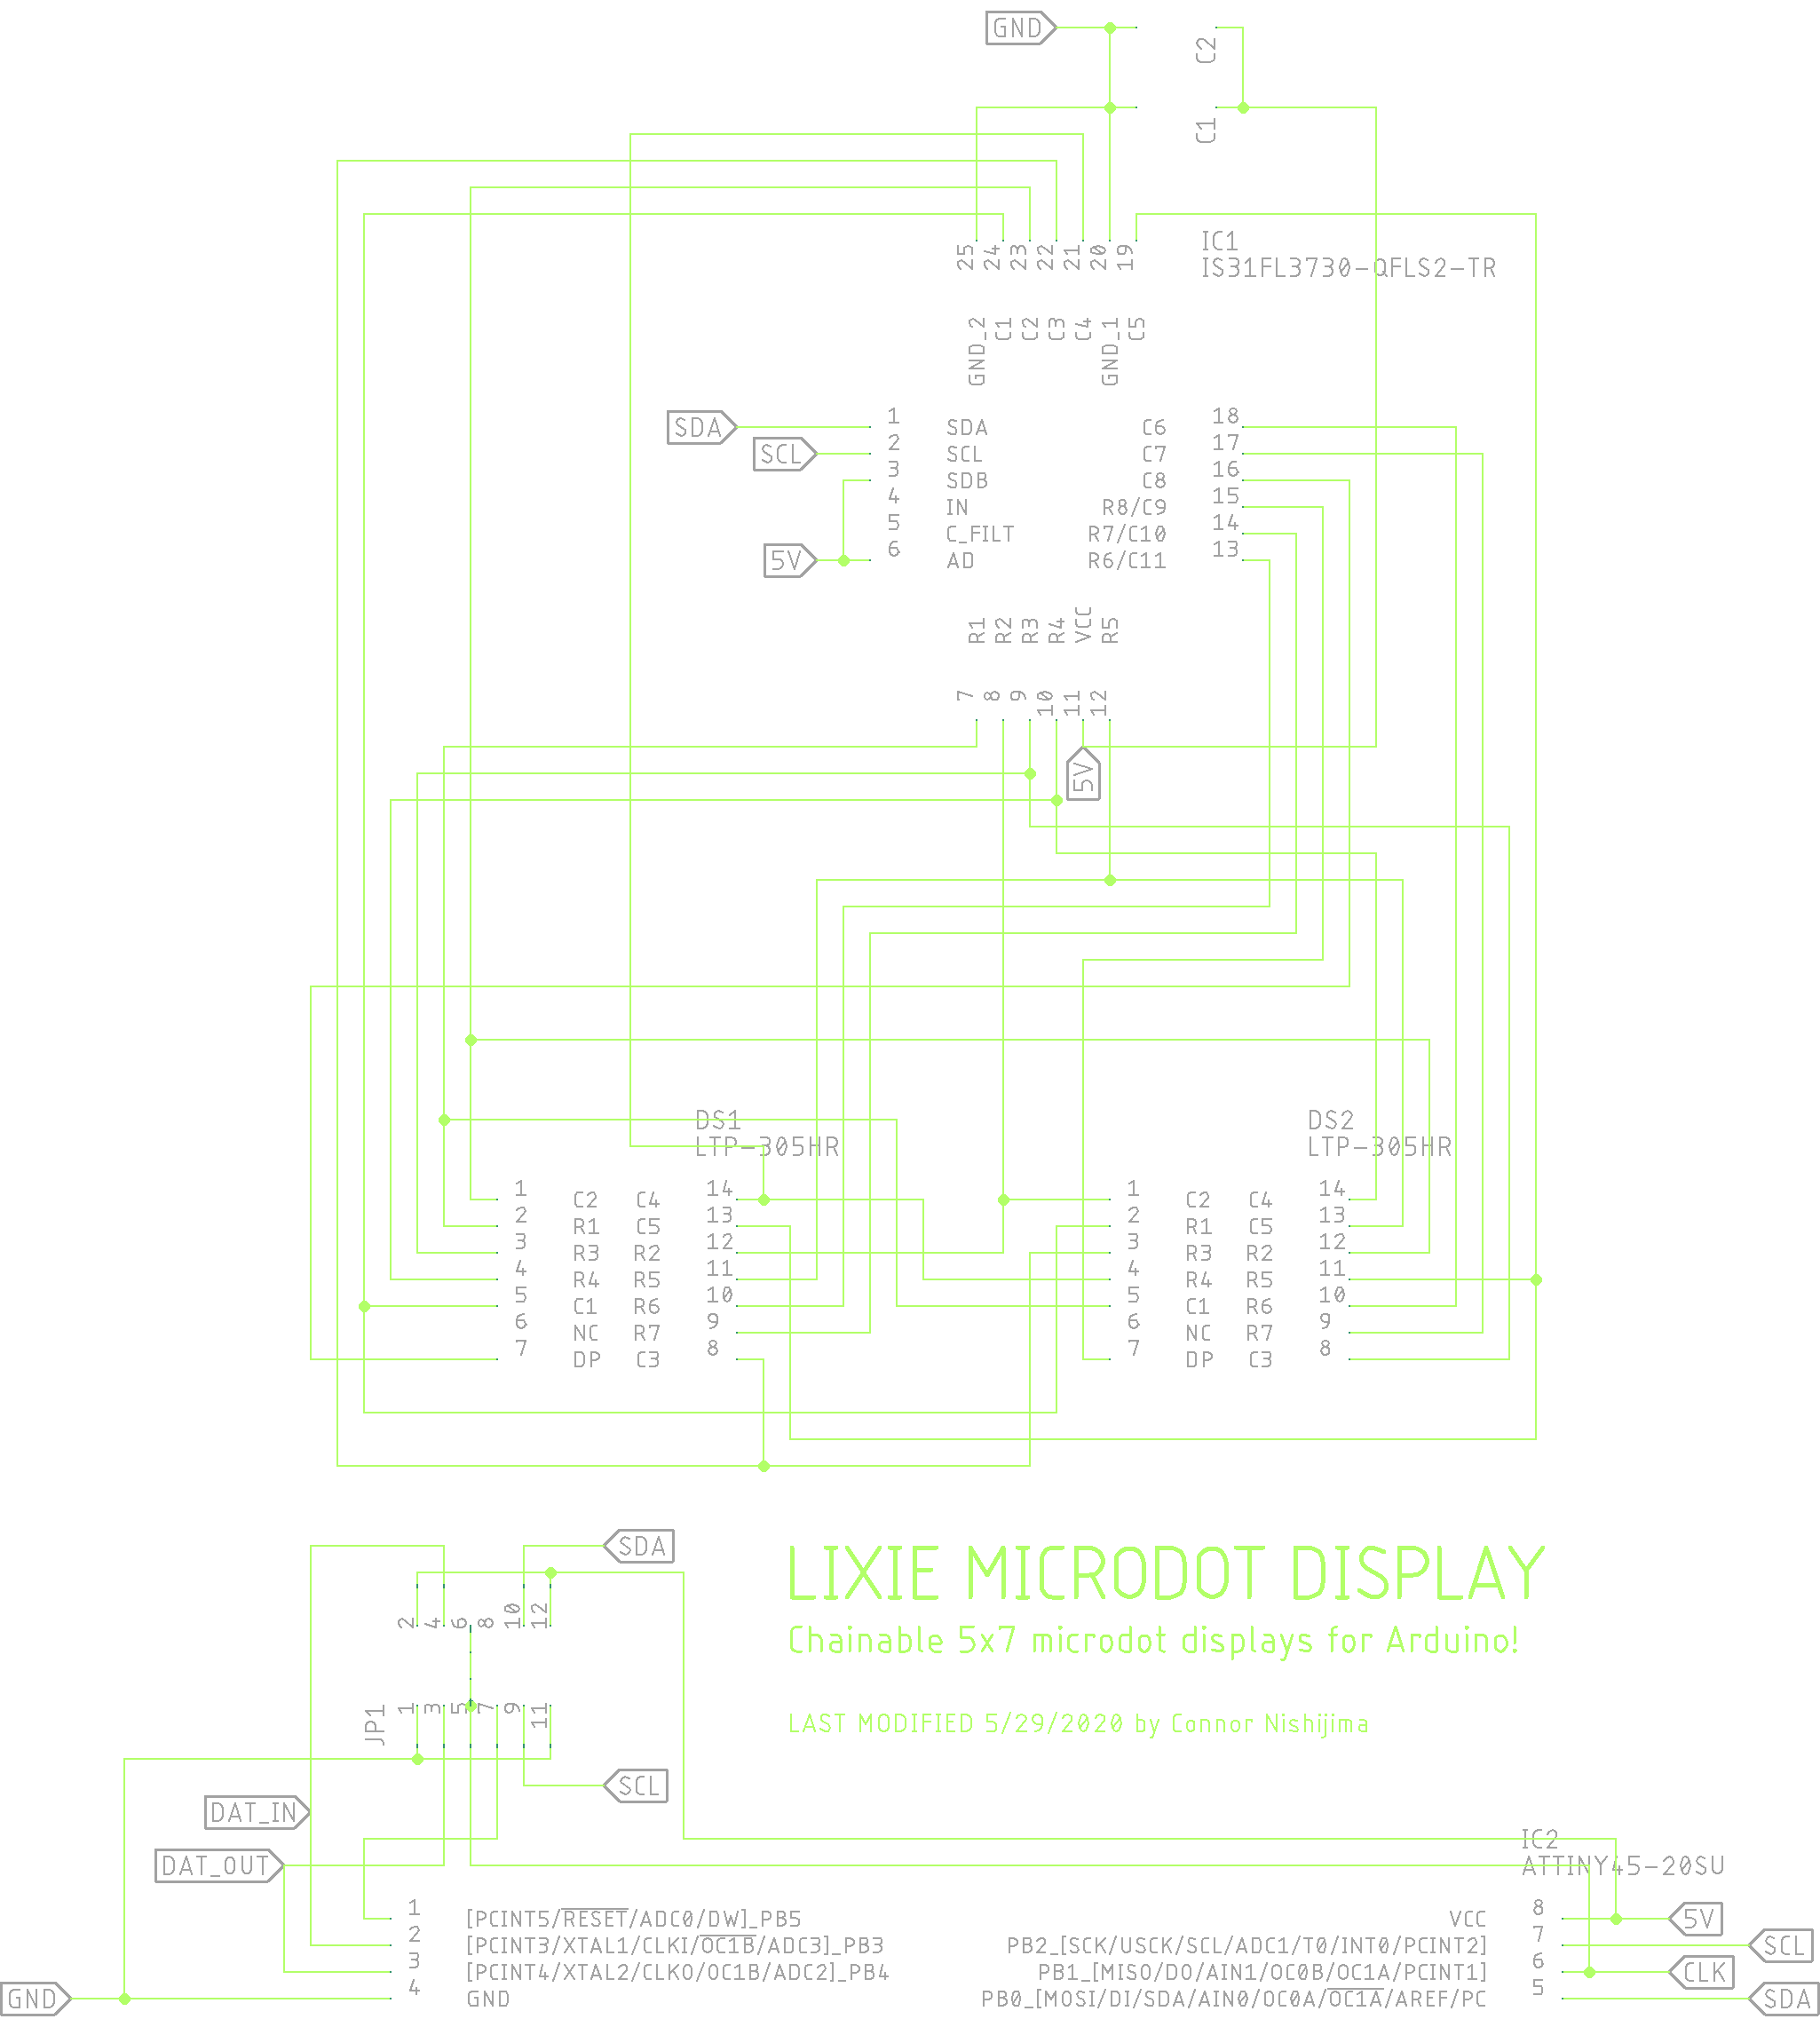 GND
C2
C1
IC1
IS31FL3730-QFLS2-TR
25 24 23 22 21 20 19
GND_2 C1 C2 C3 C4 GND_1 C5
SDA 1 SDA C6 18
SCL 2 SCL C7 17
3 SDB C8 16
4 IN R8/C9 15
5 C_FILT R7/C10 14
5V 6 AD R6/C11 13
R1 R2 R3 R4 VCC R5
7 8 9 10 11 12
5V
DS1 DS2
LTP-305HR LTP-305HR
1 C2 C4 14 1 C2 C4 14
2 R1 C5 13 2 R1 C5 13
3 R3 R2 12 3 R3 R2 12
4 R4 R5 11 4 R4 R5 11
5 C1 R6 10 5 C1 R6 10
6 NC R7 9 6 NC R7 9
7 DP C3 8 7 DP C3 8
SDA
LIXIE MICRODOT DISPLAY
2 4 6 8 10 12
Chainable 5x7 microdot displays for Arduino!
JP1 1 3 5 7 9 11
LAST MODIFIED 5/29/2020 by Connor Nishijima
SCL
DAT_IN
DAT_OUT
IC2
ATTINY45-20SU
1 [PCINT5/RESET/ADC0/DW]_PB5 VCC 8 5V
2 [PCINT3/XTAL1/CLKI/OC1B/ADC3]_PB3 PB2_[SCK/USCK/SCL/ADC1/T0/INT0/PCINT2] 7 SCL
3 [PCINT4/XTAL2/CLKO/OC1B/ADC2]_PB4 PB1_[MISO/DO/AIN1/OC0B/OC1A/PCINT1] 6 CLK
GND 4 GND PB0_[MOSI/DI/SDA/AIN0/OC0A/OC1A/AREF/PC 5 SDA